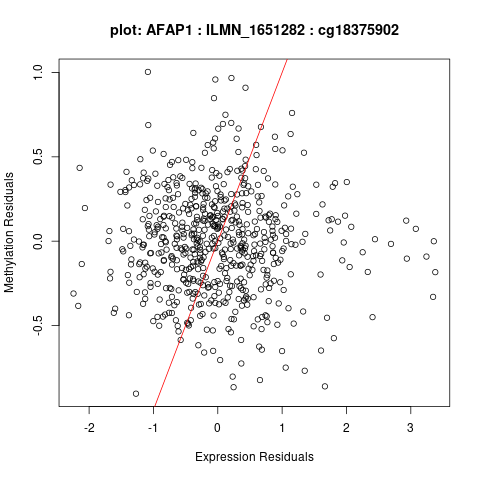 plot: AFAP1 : ILMN_1651282 : cg18375902
Methylation Residuals
1.0
0.5
0.0
-0.5
-2 -1 0 1 2 3
Expression Residuals